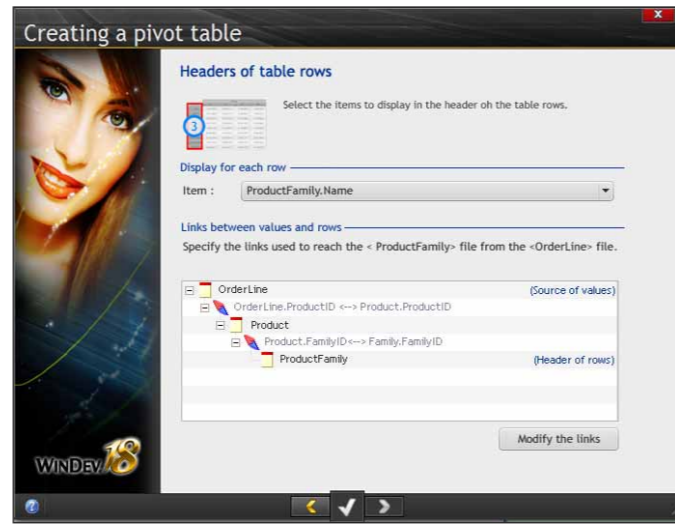 Creating a pivot table
x
Headers of table rows
Select the items to display in the header oh the table rows.
3
Display for each row
Item : ProductFamily.Name
Links between values and rows
Specify the links used to reach the < ProductFamily> file from the <OrderLine> file.
OrderLine (Source of values)
OrderLine.ProductID <--> Product.ProductID
Product
Product.FamilyID<--> Family.FamilyID
ProductFamily (Header of rows)
Modify the links
WINDEV 18
?